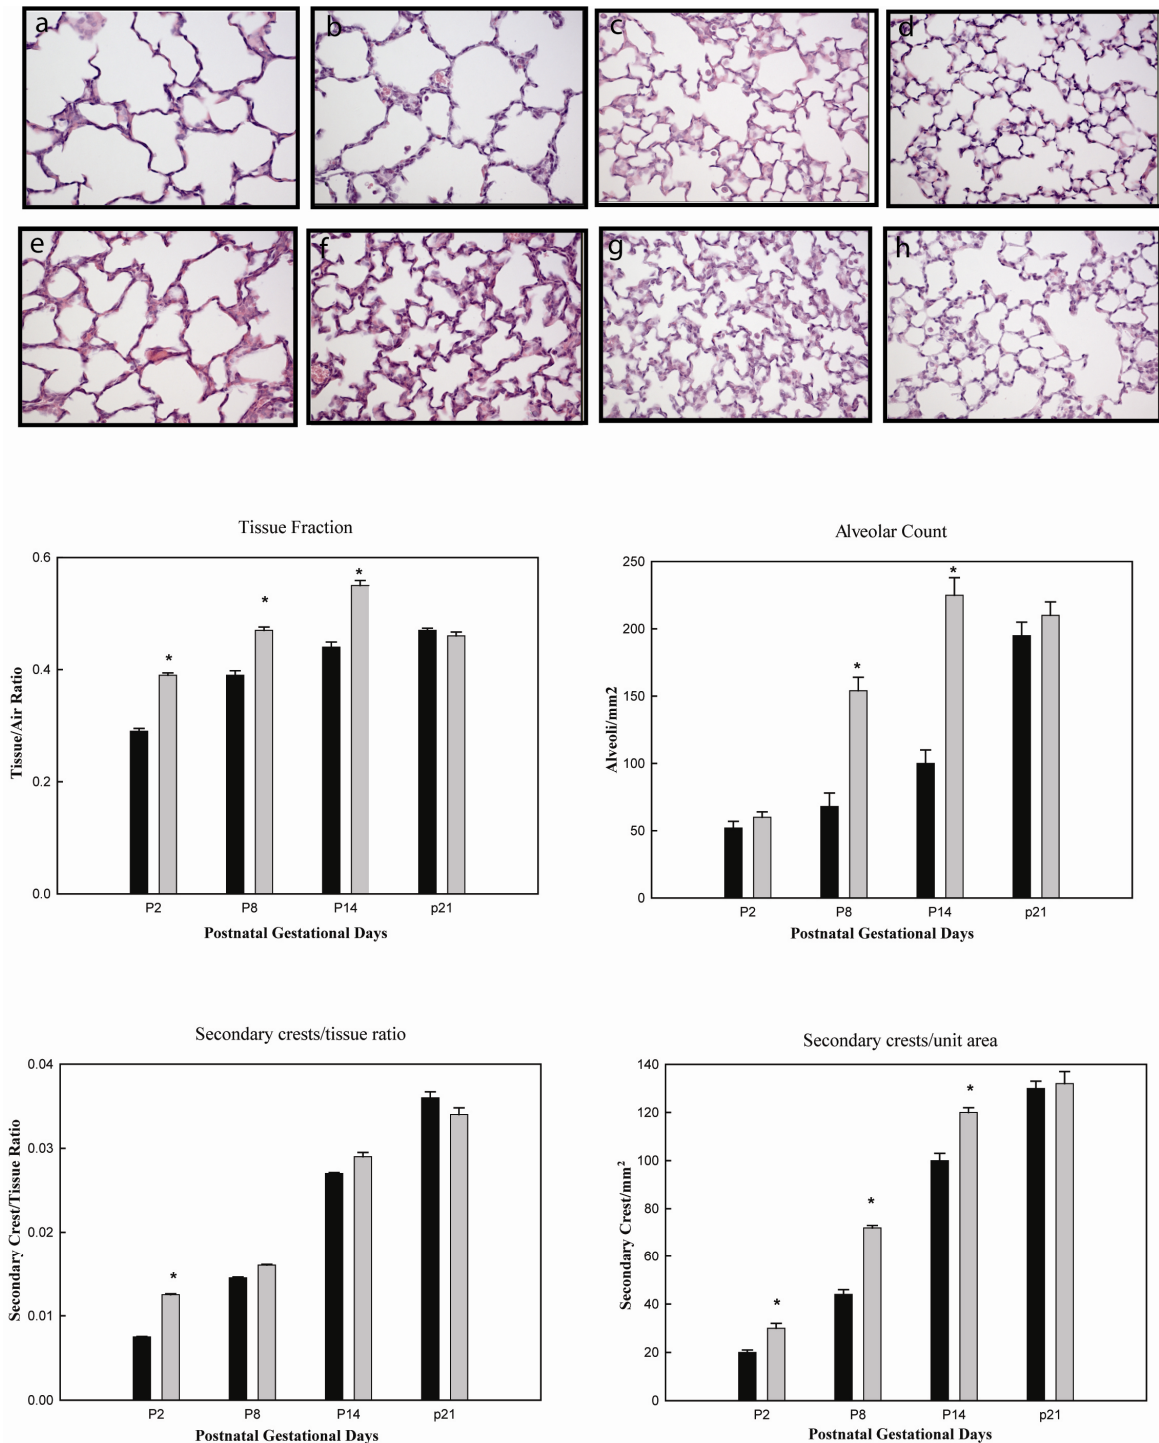 a b c d
e f g h
Tissue Fraction
0.6
0.4
0.2
0.0
Tissue/Air Ratio
* * *
P2 P8 P14 p21
Postnatal Gestational Days
Alveolar Count
250
200
150
100
50
0
Alveoli/mm2
* *
P2 P8 P14 p21
Postnatal Gestational Days
Secondary crests/tissue ratio
0.04
0.03
0.02
0.01
0.00
Secondary Crest/Tissue Ratio
*
P2 P8 P14 p21
Postnatal Gestational Days
Secondary crests/unit area
140
120
100
80
60
40
20
0
Secondary Crest/mm²
* * *
P2 P8 P14 p21
Postnatal Gestational Days